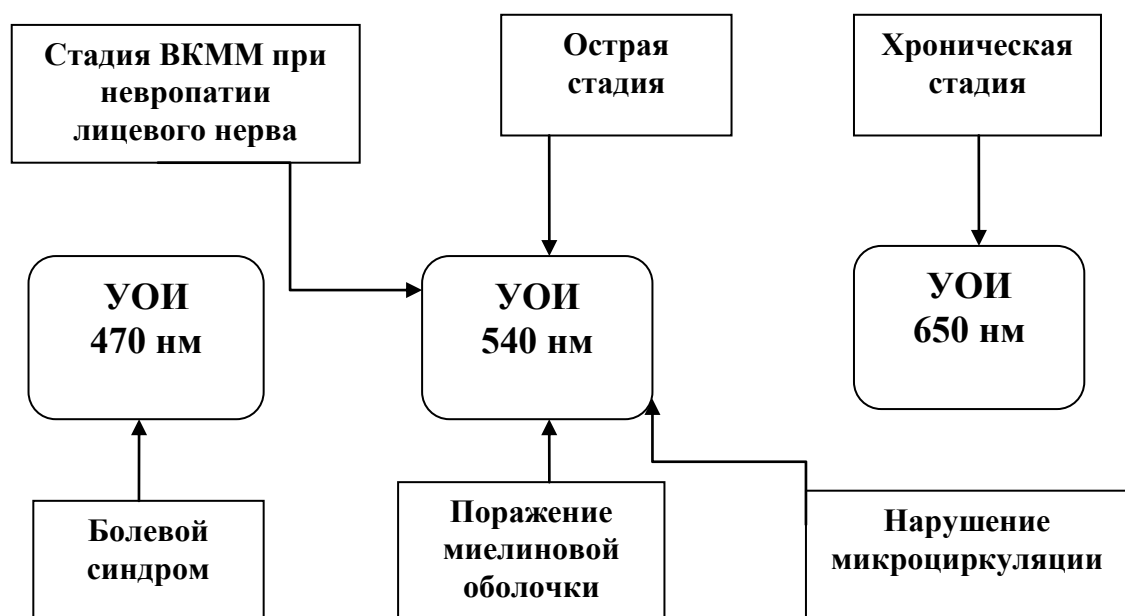 Стадия ВКММ при
невропатии
лицевого нерва
Острая
стадия
Хроническая
стадия
УОИ
470 нм
УОИ
540 нм
УОИ
650 нм
Болевой
синдром
Поражение
миелиновой
оболочки
Нарушение
микроциркуляции